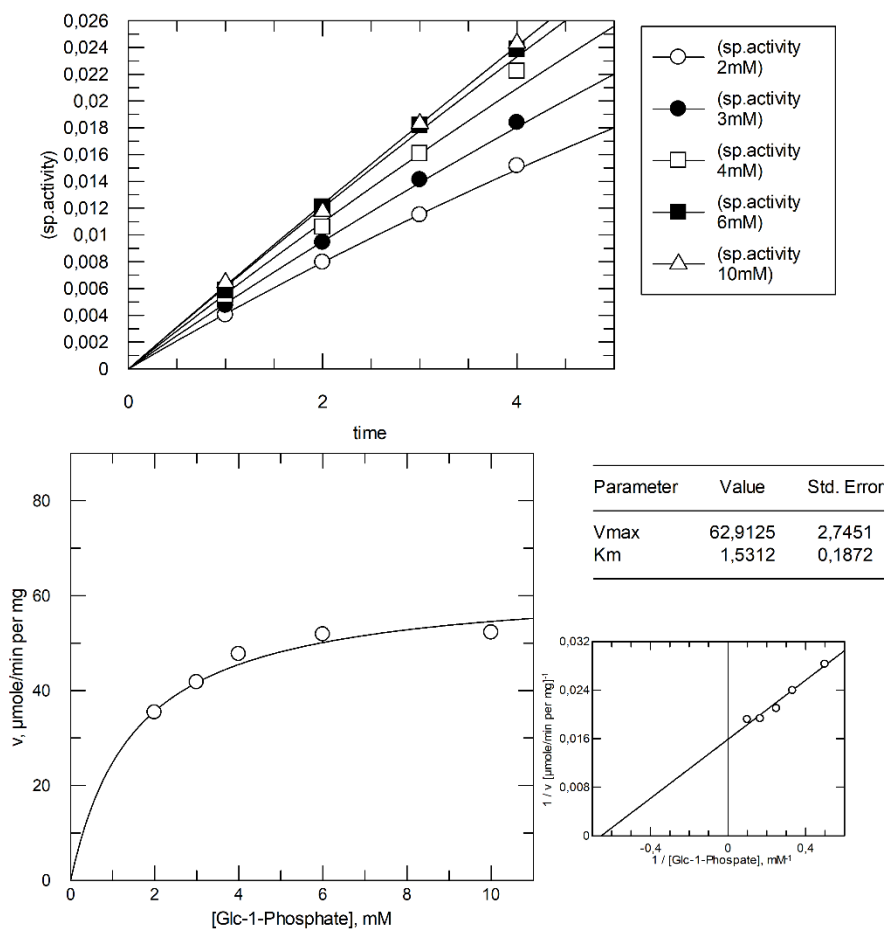 0,026
0,024
0,022
0,02
0,018
0,016
0,014
0,012
0,01
0,008
0,006
0,004
0,002
0
(sp.activity)
0
2
4
time
(sp.activity
2mM)
(sp.activity
3mM)
(sp.activity
4mM)
(sp.activity
6mM)
(sp.activity
10mM)
80
60
40
20
0
v, µmole/min per mg
0
2
4
6
8
10
[Glc-1-Phosphate], mM
Parameter Value Std. Error
Vmax 62,9125 2,7451
Km 1,5312 0,1872
0,032
0,024
0,016
0,008
0
1 / v [µmole/min per mg]-1
-0,4
0
0,4
1 / [Glc-1-Phospate], mM-1